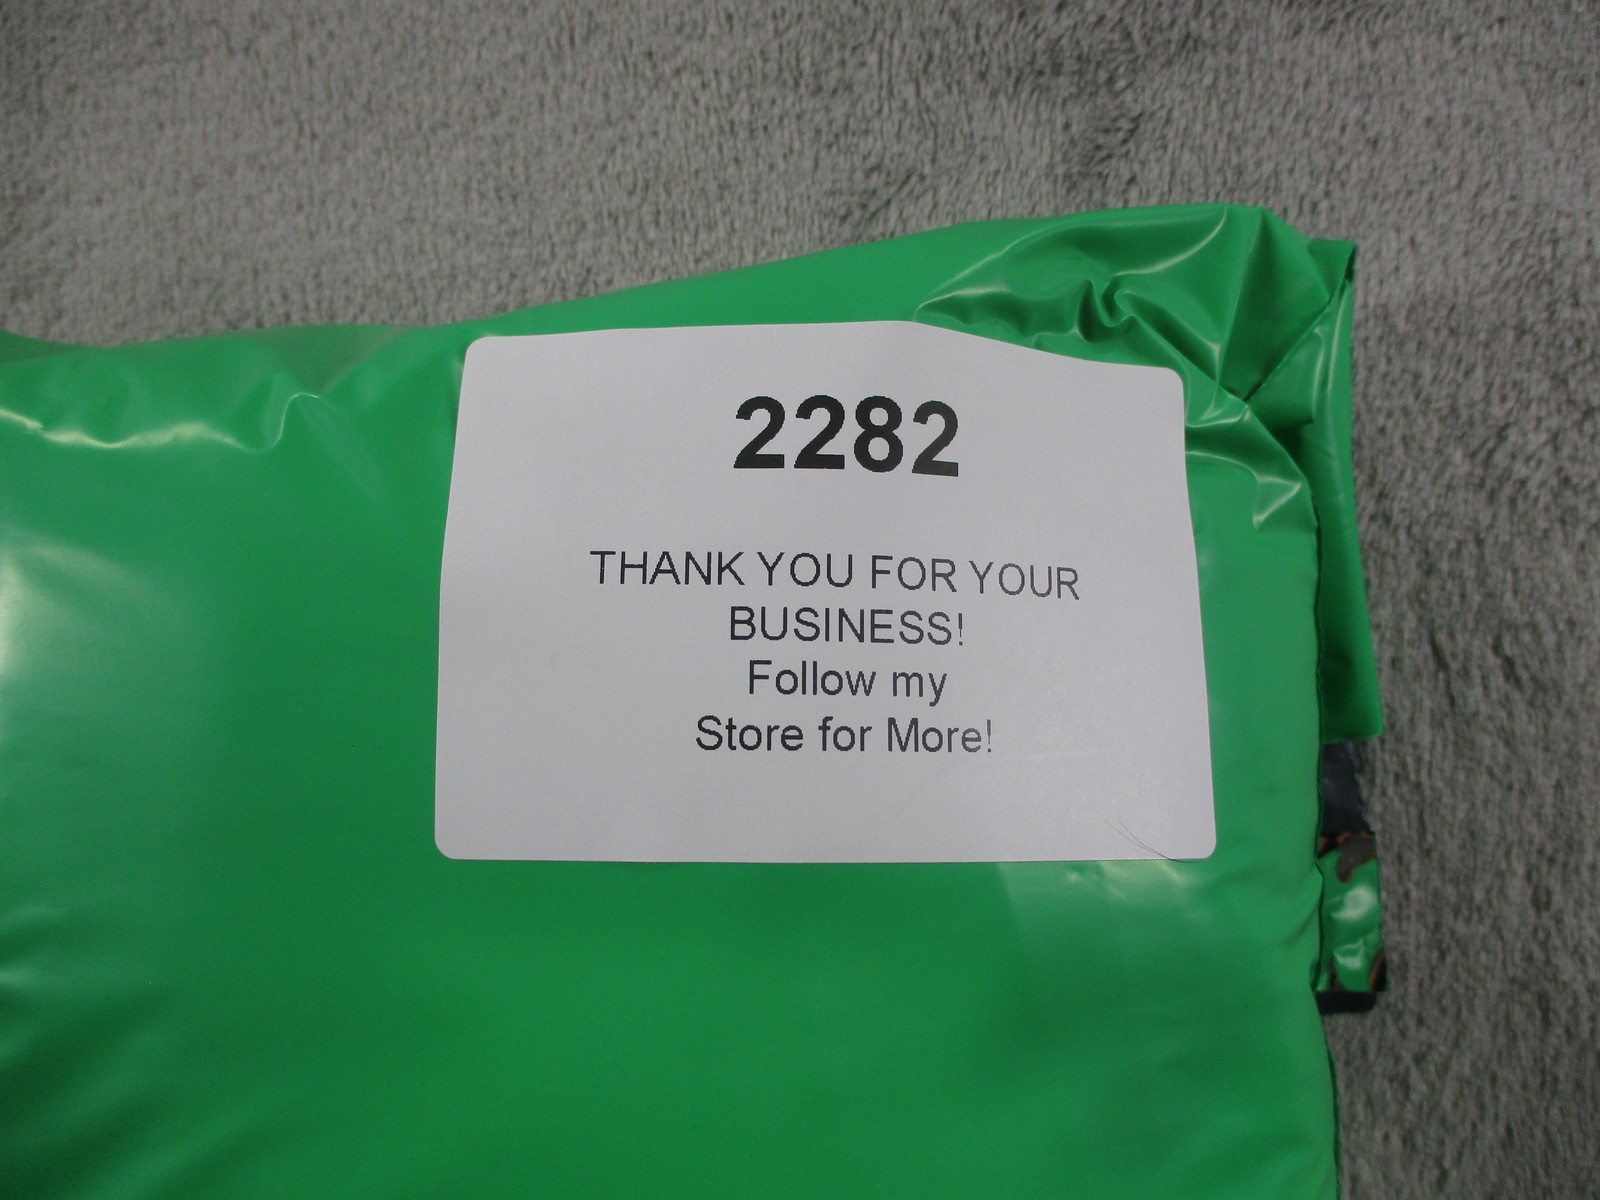 2282
THANK YOU FOR YOUR
BUSINESS!
Follow my
Store for More!